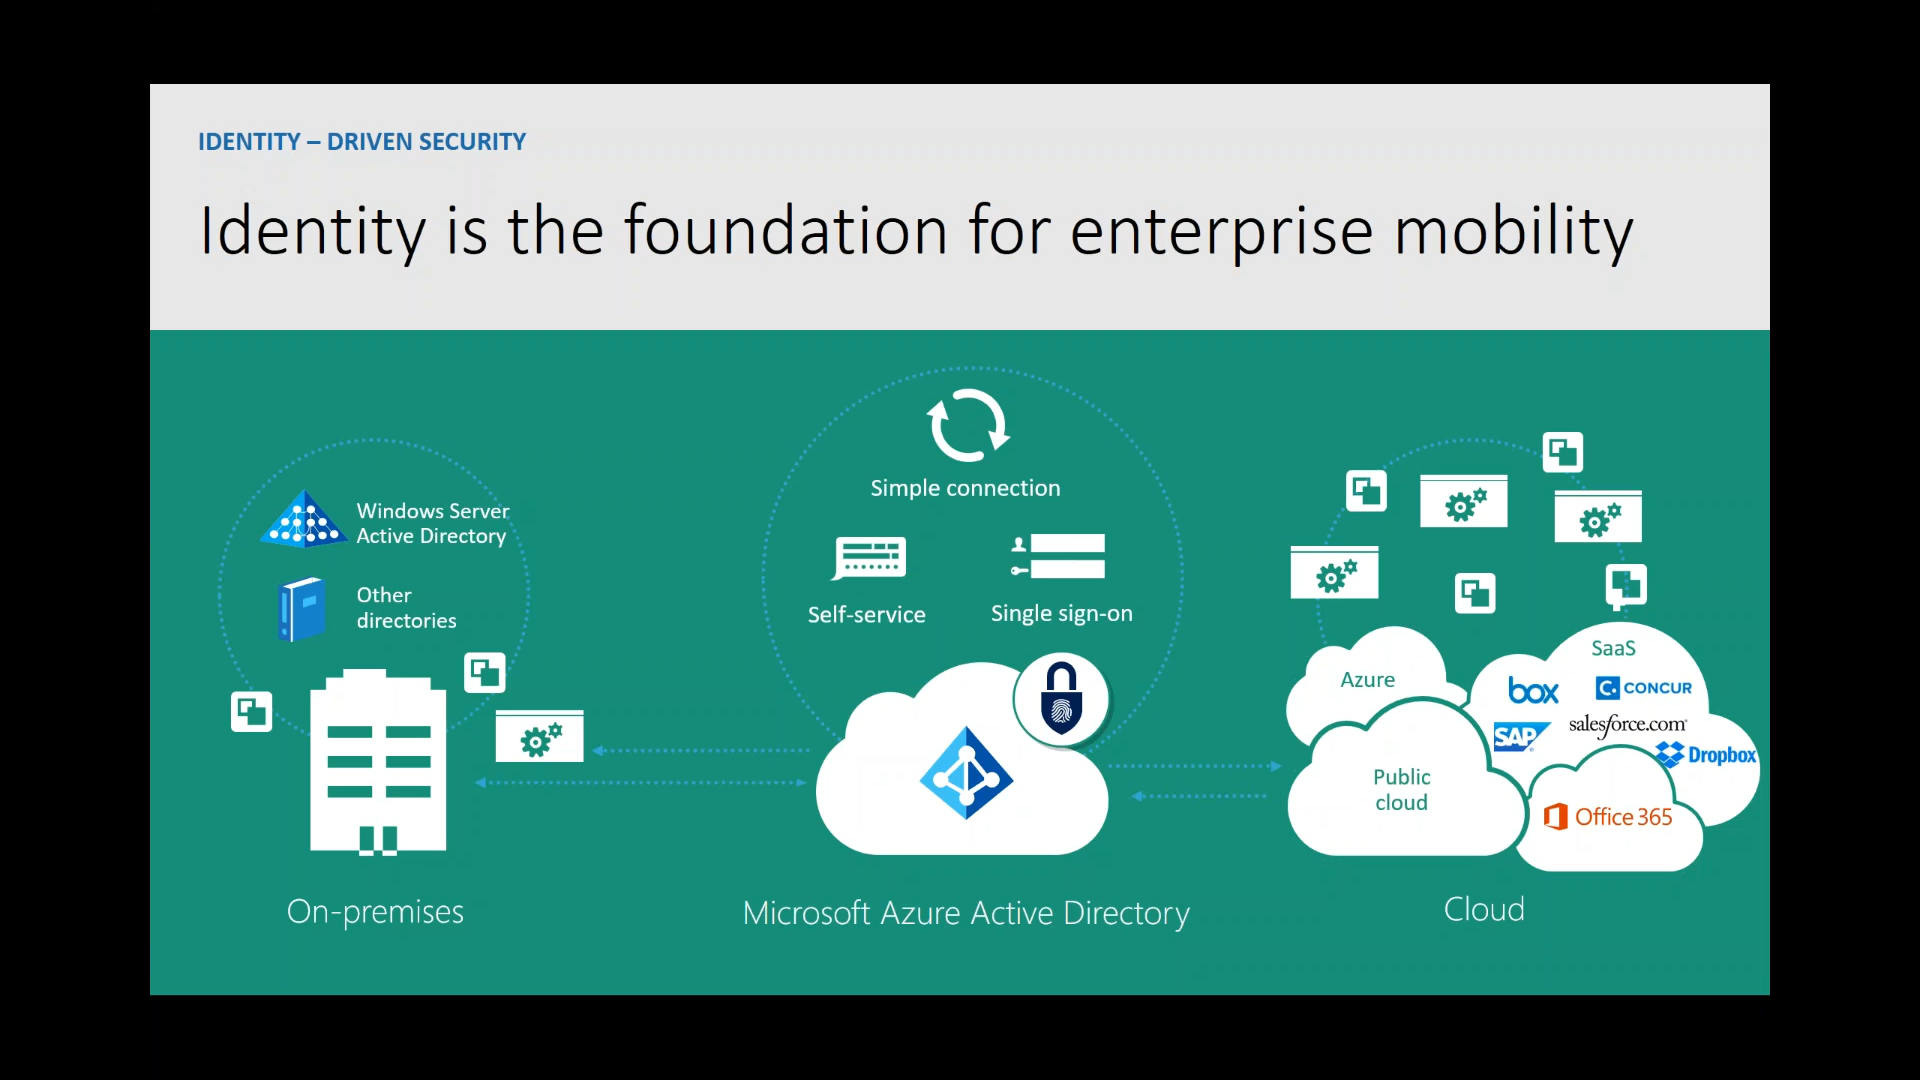 IDENTITY – DRIVEN SECURITY
Identity is the foundation for enterprise mobility
Windows Server
Active Directory
Other
directories
On-premises
Simple connection
Self-service
Single sign-on
Microsoft Azure Active Directory
Azure
Public
cloud
SaaS
box
C. CONCUR
SAP
salesforce.com
Dropbox
Office 365
Cloud